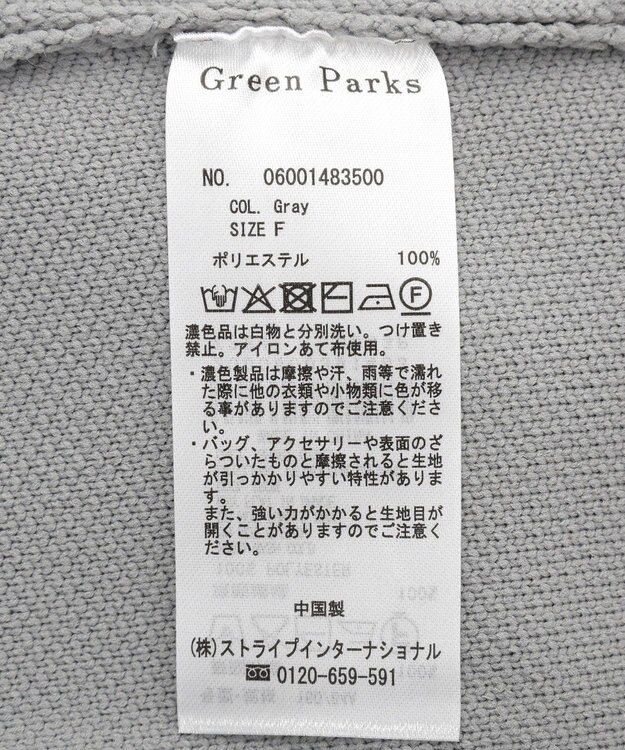 Green Parks
NO. 06001483500
COL. Gray
SIZE F
ポリエステル 100%
F
濃色品は白物と分別洗い。つけ置き
禁止。アイロンあて布使用。
・濃色製品は摩擦や汗、雨等で濡れ
た際に他の衣類や小物類に色が移
る事がありますのでご注意くださ
い。
・バッグ、アクセサリーや表面のざ
らついたものと摩擦されると生地
が引っかかりやすい特性がありま
す。
また、強い力がかかると生地目が
開くことがありますのでご注意く
ださい。
中国製
(株)ストライプインターナショナル
0120-659-591